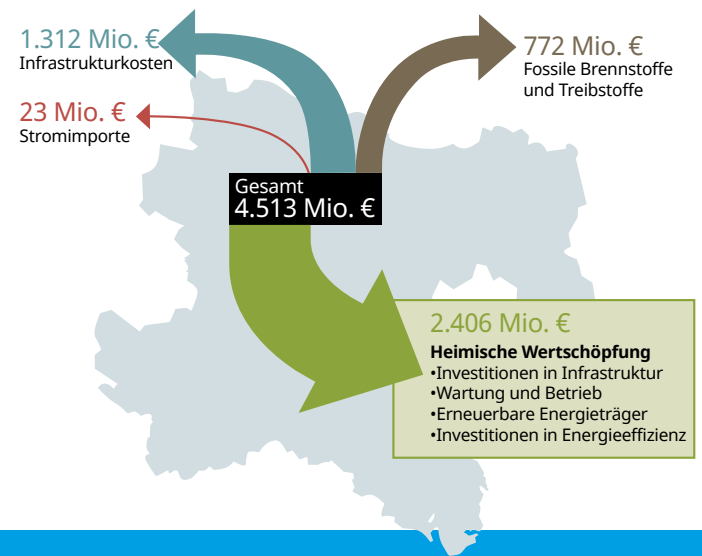 1.312 Mio. €
Infrastrukturkosten
772 Mio. €
Fossile Brennstoffe
und Treibstoffe
23 Mio. €
Stromimporte
Gesamt
4.513 Mio. €
2.406 Mio. €
Heimische Wertschöpfung
•Investitionen in Infrastruktur
•Wartung und Betrieb
•Erneuerbare Energieträger
•Investitionen in Energieeffizienz